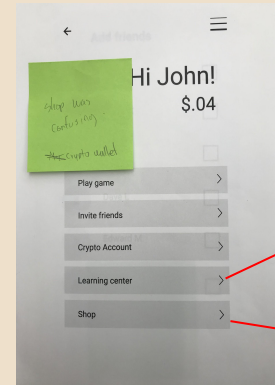 Hi John!
$.04
shop was
confusing
crypto wallet
Play game
Invite friends
Crypto Account
Learning center
Shop